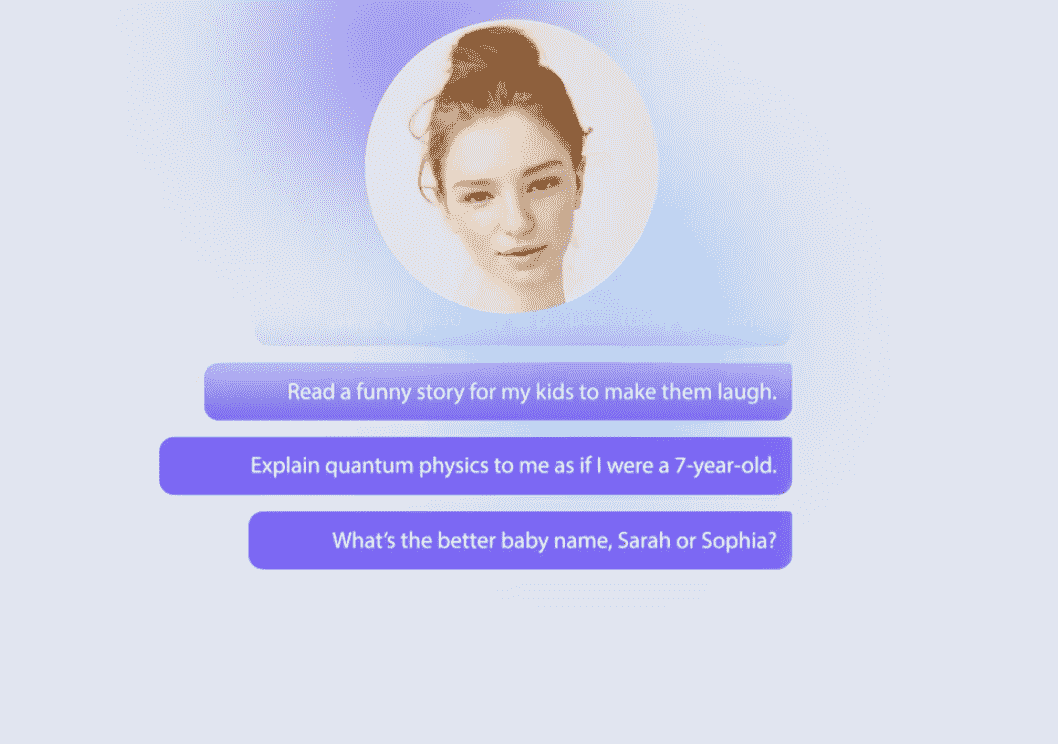 Read a funny story for my kids to make them laugh.
Explain quantum physics to me as if I were a 7-year-old.
What’s the better baby name, Sarah or Sophia?